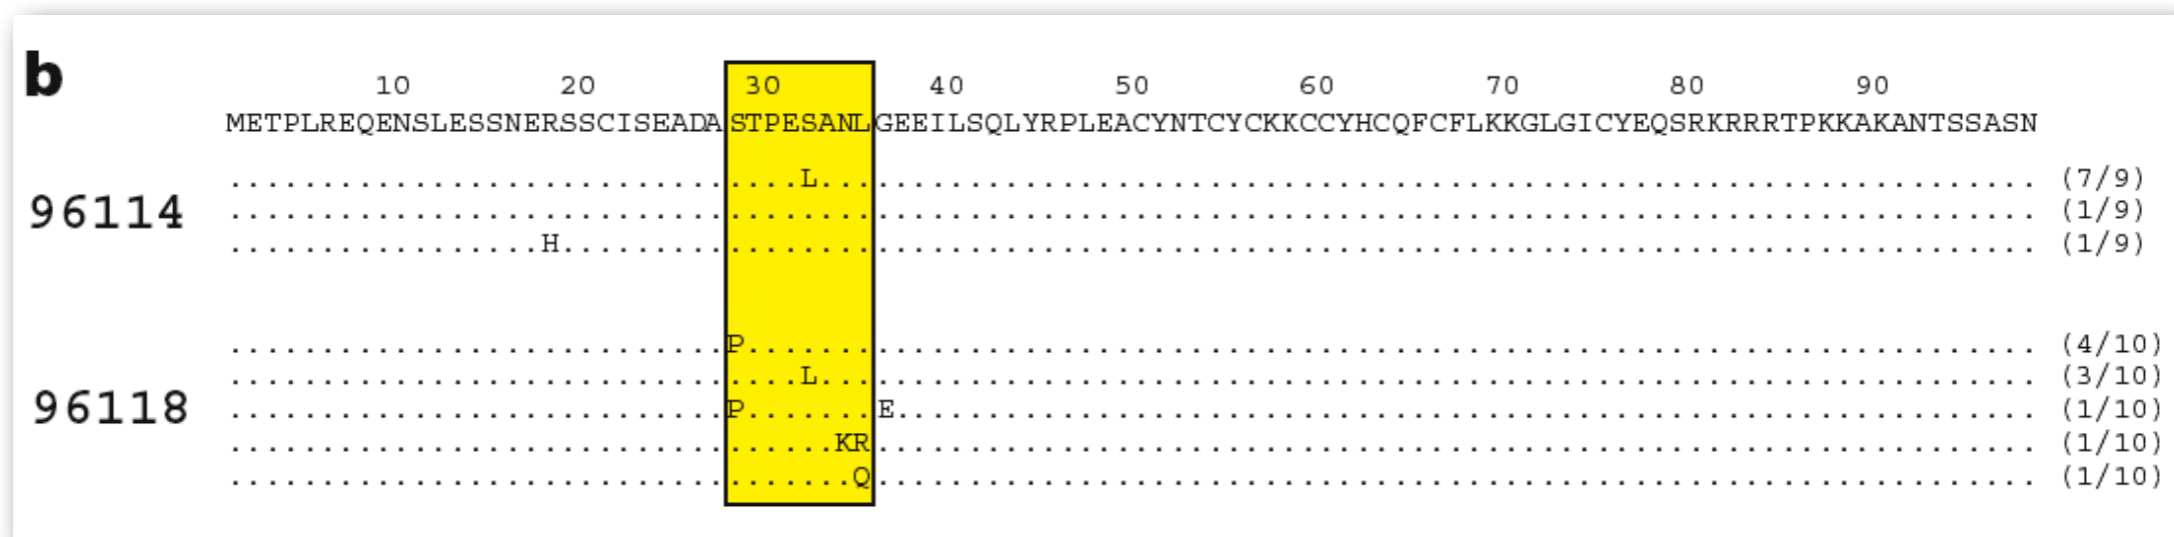 b
10 20 30 40 50 60 70 80 90
METPLREQENSLESSNERSSCISEADASTPESANLGEEILSQLYRPLEACYNTCYCKKCCYHCQFCFLKKGLGICYEQSRKRRRTPKKAKANTSSASN
96114
...............................L.................................................................. (7/9)
.................................................................................................. (1/9)
.................H................................................................................ (1/9)
96118
...........................P...................................................................... (4/10)
...............................L.................................................................. (3/10)
...........................P.......E.............................................................. (1/10)
.................................KR............................................................... (1/10)
..................................Q............................................................... (1/10)